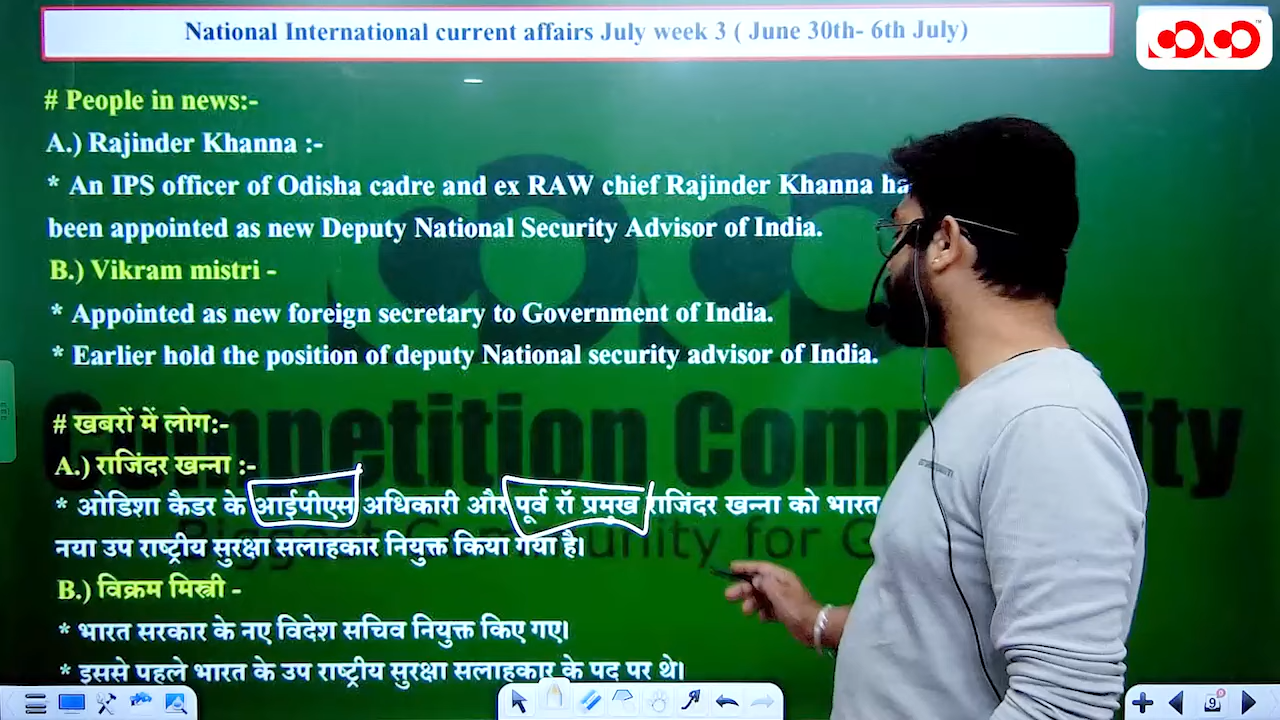 National International current affairs July week 3 ( June 30th- 6th July)
# People in news:-
A.) Rajinder Khanna :-
* An IPS officer of Odisha cadre and ex RAW chief Rajinder Khanna ha
been appointed as new Deputy National Security Advisor of India.
B.) Vikram mistri -
* Appointed as new foreign secretary to Government of India.
* Earlier hold the position of deputy National security advisor of India.
# खबरों में लोग:-
A.) राजिंदर खन्ना :-
* ओडिशा कैडर के आईपीएस अधिकारी और पूर्व रॉ प्रमुख राजिंदर खन्ना को भारत
नया उप राष्ट्रीय सुरक्षा सलाहकार नियुक्त किया गया है।
B.) विक्रम मिस्त्री -
* भारत सरकार के नए विदेश सचिव नियुक्त किए गए।
* इससे पहले भारत के उप राष्ट्रीय सुरक्षा सलाहकार के पद पर थे।
Competition Community
Biggest Community for G
9